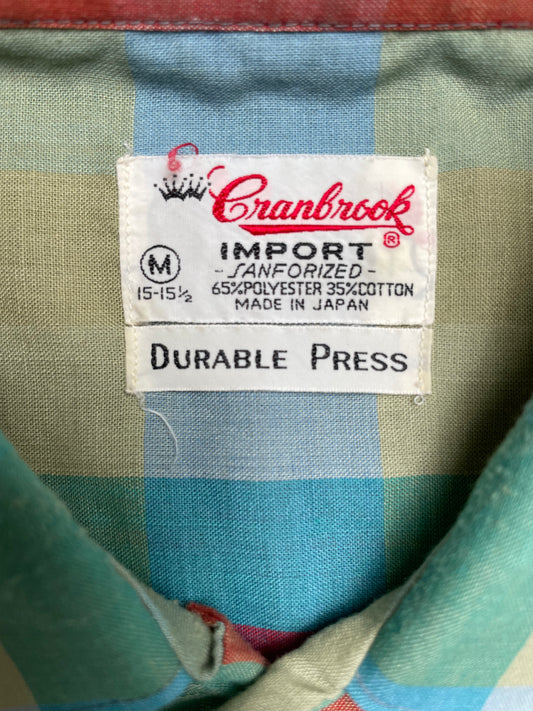 Cranbrook ®
IMPORT
- SANFORIZED -
M
15-15½
65%POLYESTER 35%COTTON
MADE IN JAPAN
DURABLE PRESS